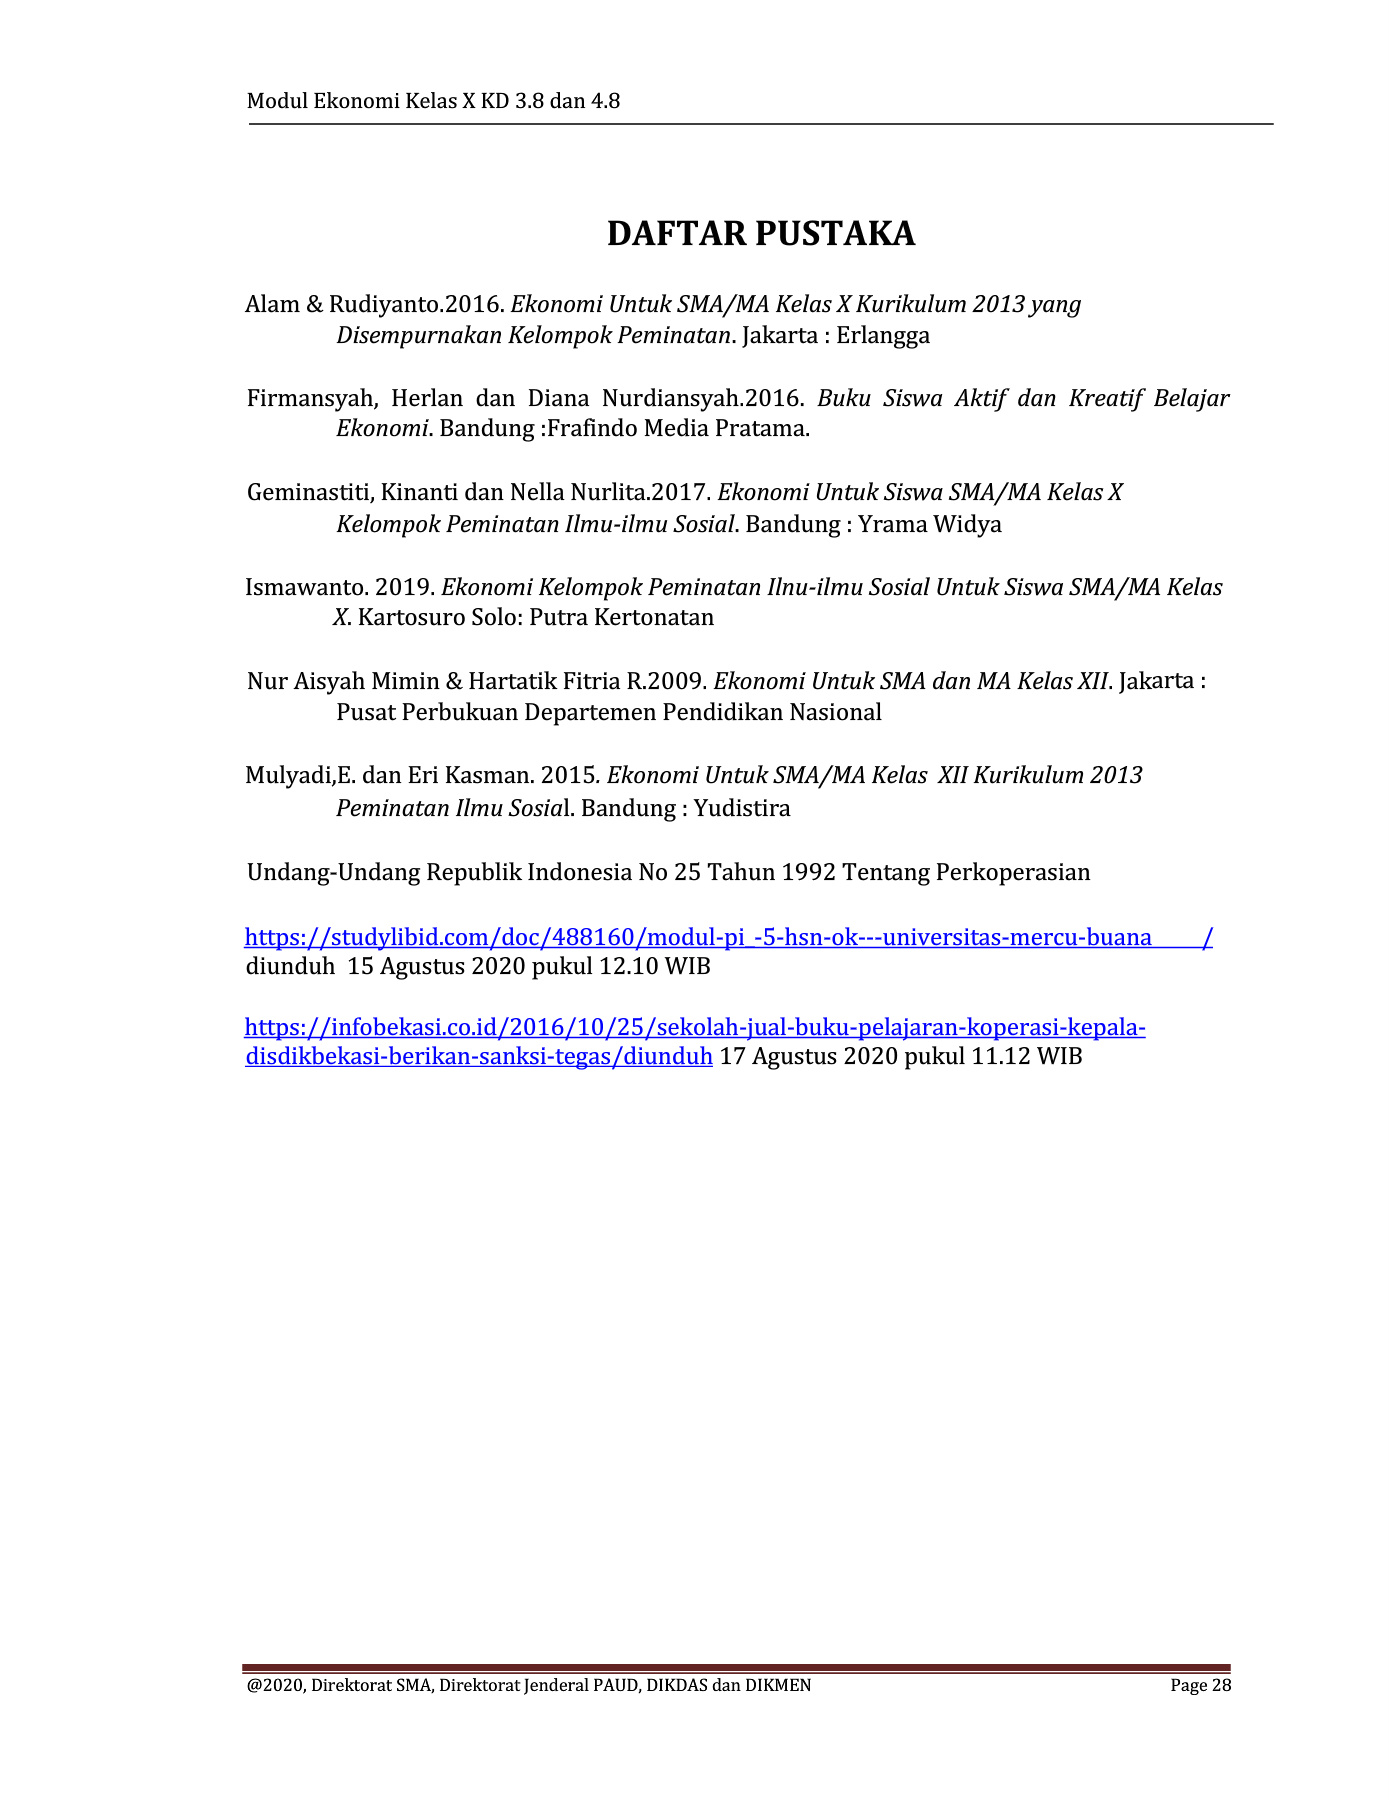 Modul Ekonomi Kelas X KD 3.8 dan 4.8
DAFTAR PUSTAKA
Alam & Rudiyanto.2016. Ekonomi Untuk SMA/MA Kelas X Kurikulum 2013 yang
Disempurnakan Kelompok Peminatan. Jakarta : Erlangga
Firmansyah, Herlan dan Diana Nurdiansyah.2016. Buku Siswa Aktif dan Kreatif Belajar
Ekonomi. Bandung :Frafindo Media Pratama.
Geminastiti, Kinanti dan Nella Nurlita.2017. Ekonomi Untuk Siswa SMA/MA Kelas X
Kelompok Peminatan Ilmu-ilmu Sosial. Bandung : Yrama Widya
Ismawanto. 2019. Ekonomi Kelompok Peminatan Ilnu-ilmu Sosial Untuk Siswa SMA/MA Kelas
X. Kartosuro Solo: Putra Kertonatan
Nur Aisyah Mimin & Hartatik Fitria R.2009. Ekonomi Untuk SMA dan MA Kelas XII. Jakarta :
Pusat Perbukuan Departemen Pendidikan Nasional
Mulyadi,E. dan Eri Kasman. 2015. Ekonomi Untuk SMA/MA Kelas XII Kurikulum 2013
Peminatan Ilmu Sosial. Bandung : Yudistira
Undang-Undang Republik Indonesia No 25 Tahun 1992 Tentang Perkoperasian
https://studylibid.com/doc/488160/modul-pi_-5-hsn-ok---universitas-mercu-buana /
diunduh 15 Agustus 2020 pukul 12.10 WIB
https://infobekasi.co.id/2016/10/25/sekolah-jual-buku-pelajaran-koperasi-kepala-
disdikbekasi-berikan-sanksi-tegas/diunduh 17 Agustus 2020 pukul 11.12 WIB
@2020, Direktorat SMA, Direktorat Jenderal PAUD, DIKDAS dan DIKMEN Page 28